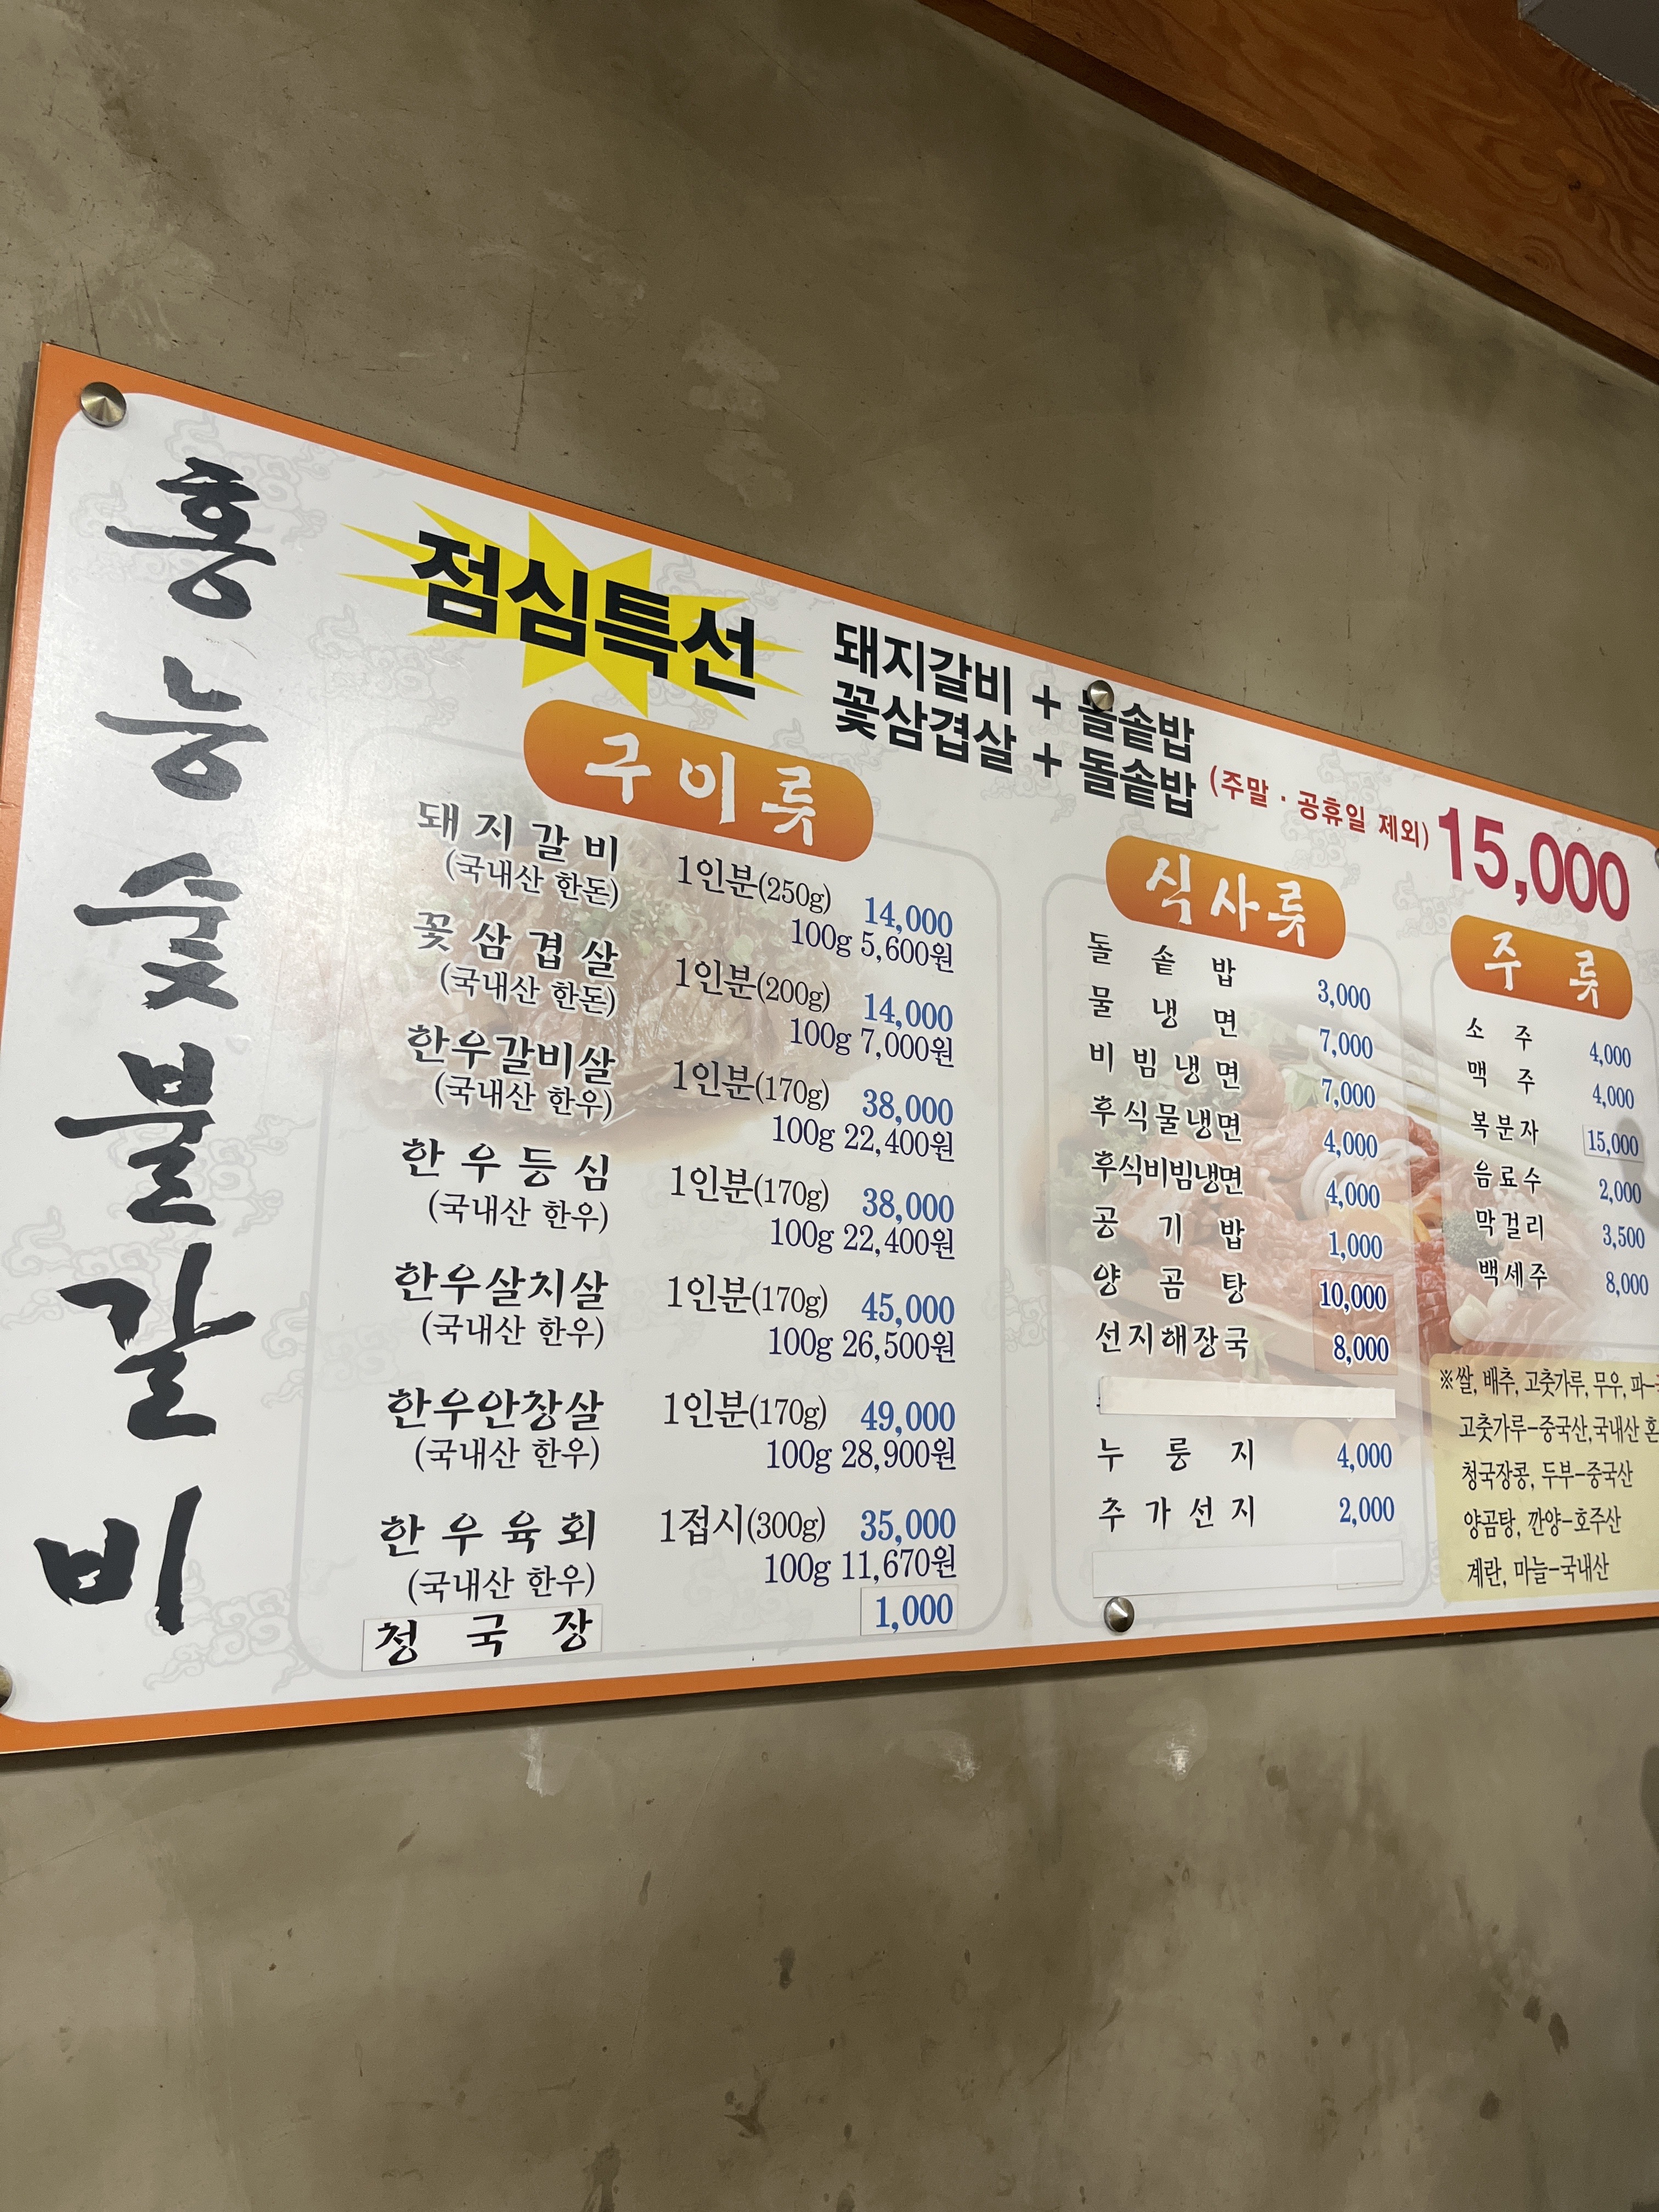 홍능숯불갈비
점심특선
돼지갈비 + 돌솥밥
꽃삼겹살 + 돌솥밥
(주말 · 공휴일 제외) 15,000
구이류
돼지갈비 1인분(250g) 14,000
(국내산 한돈) 100g 5,600원
꽃삼겹살 1인분(200g) 14,000
(국내산 한돈) 100g 7,000원
한우갈비살 1인분(170g) 38,000
(국내산 한우) 100g 22,400원
한우등심 1인분(170g) 38,000
(국내산 한우) 100g 22,400원
한우살치살 1인분(170g) 45,000
(국내산 한우) 100g 26,500원
한우안창살 1인분(170g) 49,000
(국내산 한우) 100g 28,900원
한우육회 1접시(300g) 35,000
(국내산 한우) 100g 11,670원
청국장 1,000
식사류
돌솥밥 3,000
물냉면 7,000
비빔냉면 7,000
후식물냉면 4,000
후식비빔냉면 4,000
공기밥 1,000
양곰탕 10,000
선지해장국 8,000
누룽지 4,000
추가선지 2,000
주류
소주 4,000
맥주 4,000
복분자 15,000
음료수 2,000
막걸리 3,500
백세주 8,000
※쌀, 배추, 고춧가루, 무우, 파-
고춧가루-중국산,국내산 혼
청국장콩, 두부-중국산
양곰탕, 깐양-호주산
계란, 마늘-국내산